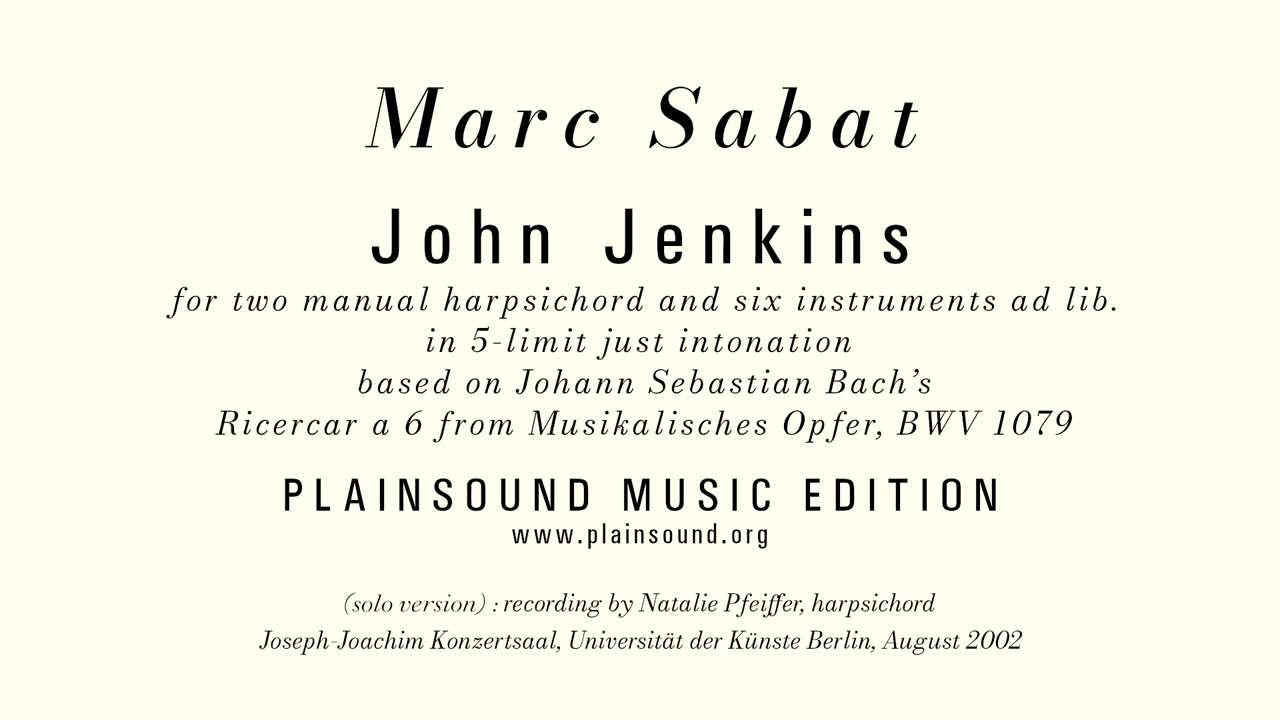 Marc Sabat
John Jenkins
for two manual harpsichord and six instruments ad lib.
in 5-limit just intonation
based on Johann Sebastian Bach’s
Ricercar a 6 from Musikalisches Opfer, BWV 1079
PLAINSOUND MUSIC EDITION
www.plainsound.org
(solo version) : recording by Natalie Pfeiffer, harpsichord
Joseph-Joachim Konzertsaal, Universität der Künste Berlin, August 2002